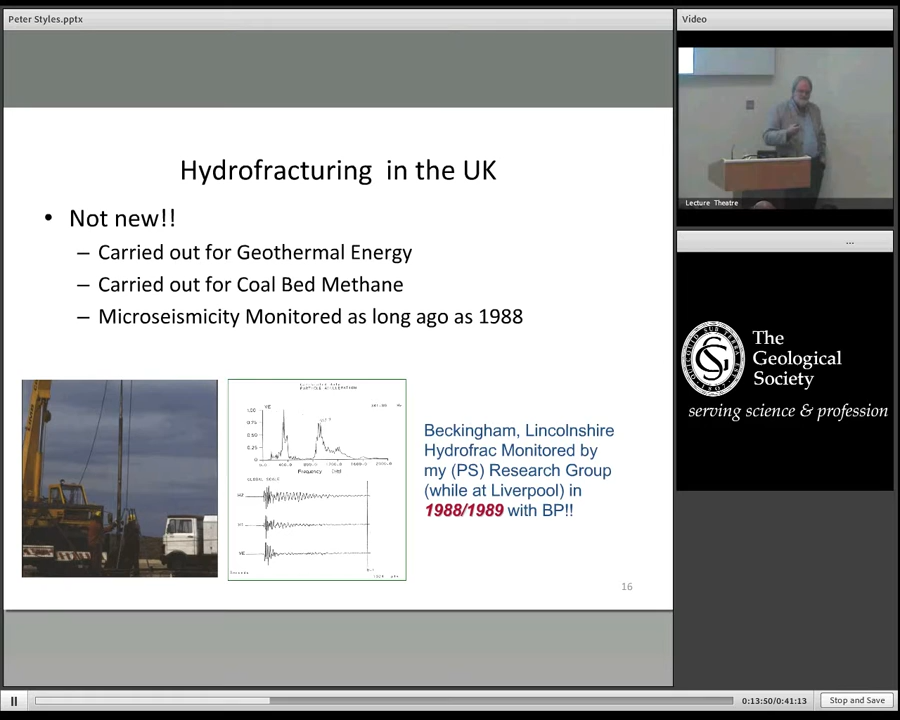 Peter Styles.pptx
Video
Hydrofracturing in the UK
• Not new!!
– Carried out for Geothermal Energy
– Carried out for Coal Bed Methane
– Microseismicity Monitored as long ago as 1988
Beckingham, Lincolnshire
Hydrofrac Monitored by
my (PS) Research Group
(while at Liverpool) in
1988/1989 with BP!!
GLOBAL SCALE
Frequency
16
Lecture Theatre
...
The
Geological
Society
serving science & profession
0:13:50/0:41:13
Stop and Save